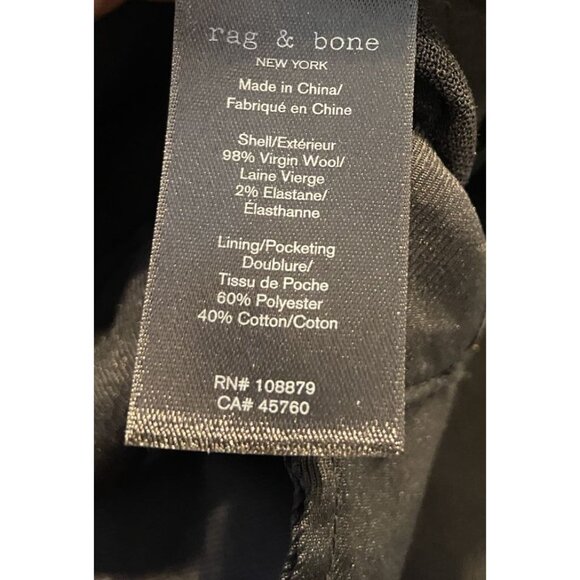 rag & bone
NEW YORK
Made in China/
Fabriqué en Chine
Shell/Extérieur
98% Virgin Wool/
Laine Vierge
2% Elastane/
Élasthanne
Lining/Pocketing
Doublure/
Tissu de Poche
60% Polyester
40% Cotton/Coton
RN# 108879
CA# 45760